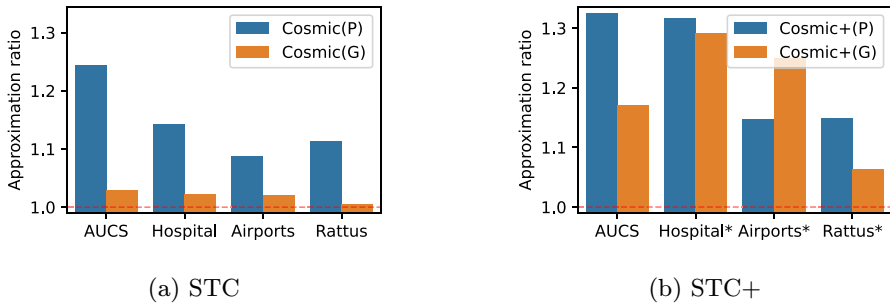 Approximation ratio
1.3
1.2
1.1
1.0
Cosmic(P)
Cosmic(G)
AUCS Hospital Airports Rattus
(a) STC
Approximation ratio
1.3
1.2
1.1
1.0
Cosmic+(P)
Cosmic+(G)
AUCS Hospital* Airports* Rattus*
(b) STC+